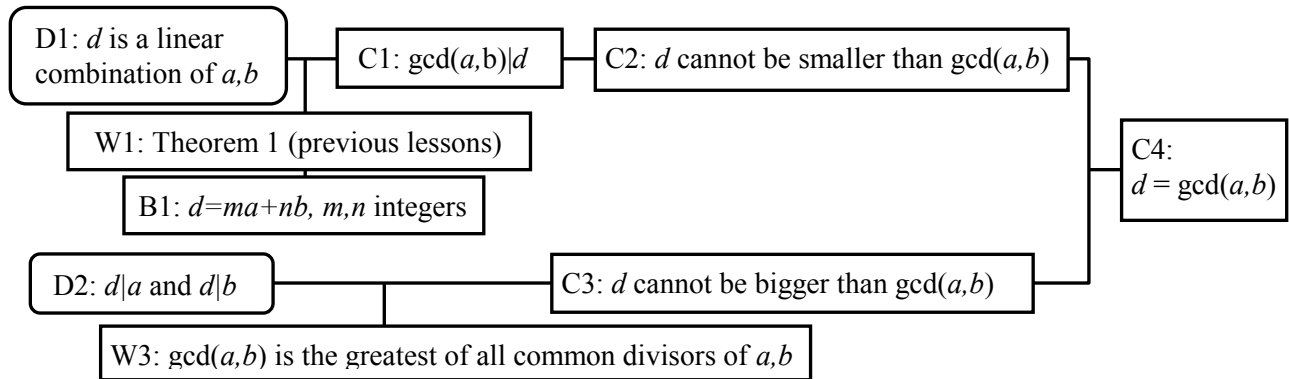 D1: d is a linear
combination of a,b
C1: gcd(a,b)|d
C2: d cannot be smaller than gcd(a,b)
W1: Theorem 1 (previous lessons)
B1: d=ma+nb, m,n integers
C4:
d = gcd(a,b)
D2: d|a and d|b
C3: d cannot be bigger than gcd(a,b)
W3: gcd(a,b) is the greatest of all common divisors of a,b